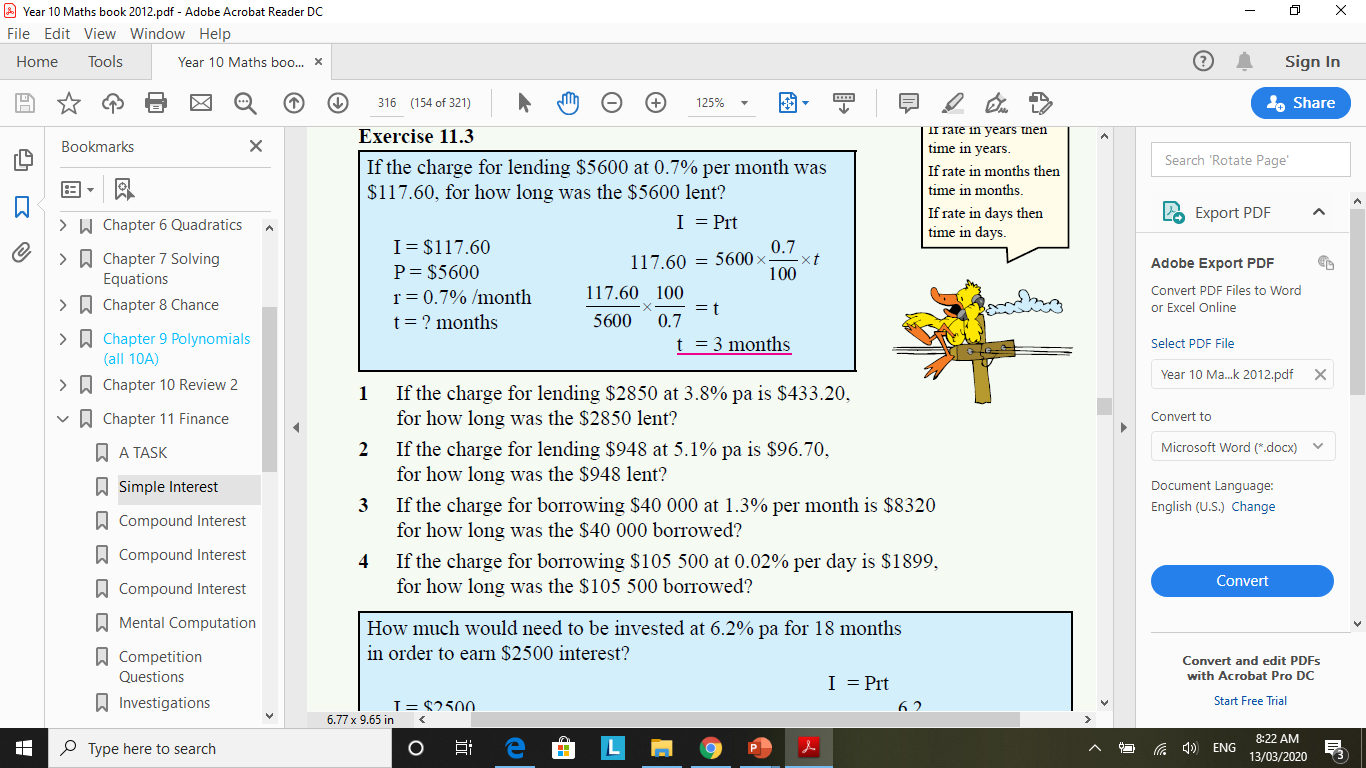 Year 10 Maths book 2012.pdf - Adobe Acrobat Reader DC
File Edit View Window Help
Home Tools Year 10 Maths boo... × Sign In
316 (154 of 321) 125% Share
Bookmarks
Chapter 6 Quadratics
Chapter 7 Solving
Equations
Chapter 8 Chance
Chapter 9 Polynomials
(all 10A)
Chapter 10 Review 2
Chapter 11 Finance
A TASK
Simple Interest
Compound Interest
Compound Interest
Compound Interest
Mental Computation
Competition
Questions
Investigations
Exercise 11.3
If the charge for lending $5600 at 0.7% per month was
$117.60, for how long was the $5600 lent?
I = $117.60
P = $5600
r = 0.7% /month
t = ? months
I = Prt
117.60 = 5600 × 0.7/100 × t
117.60/5600 × 100/0.7 = t
t = 3 months
If rate in years then
time in years.
If rate in months then
time in months.
If rate in days then
time in days.
1 If the charge for lending $2850 at 3.8% pa is $433.20,
for how long was the $2850 lent?
2 If the charge for lending $948 at 5.1% pa is $96.70,
for how long was the $948 lent?
3 If the charge for borrowing $40 000 at 1.3% per month is $8320
for how long was the $40 000 borrowed?
4 If the charge for borrowing $105 500 at 0.02% per day is $1899,
for how long was the $105 500 borrowed?
How much would need to be invested at 6.2% pa for 18 months
in order to earn $2500 interest?
I = Prt
I = $2500 6.2
6.77 x 9.65 in
Search 'Rotate Page'
Export PDF
Adobe Export PDF
Convert PDF Files to Word
or Excel Online
Select PDF File
Year 10 Ma...k 2012.pdf
Convert to
Microsoft Word (*.docx)
Document Language:
English (U.S.) Change
Convert
Convert and edit PDFs
with Acrobat Pro DC
Start Free Trial
Type here to search
ENG
8:22 AM
13/03/2020
3